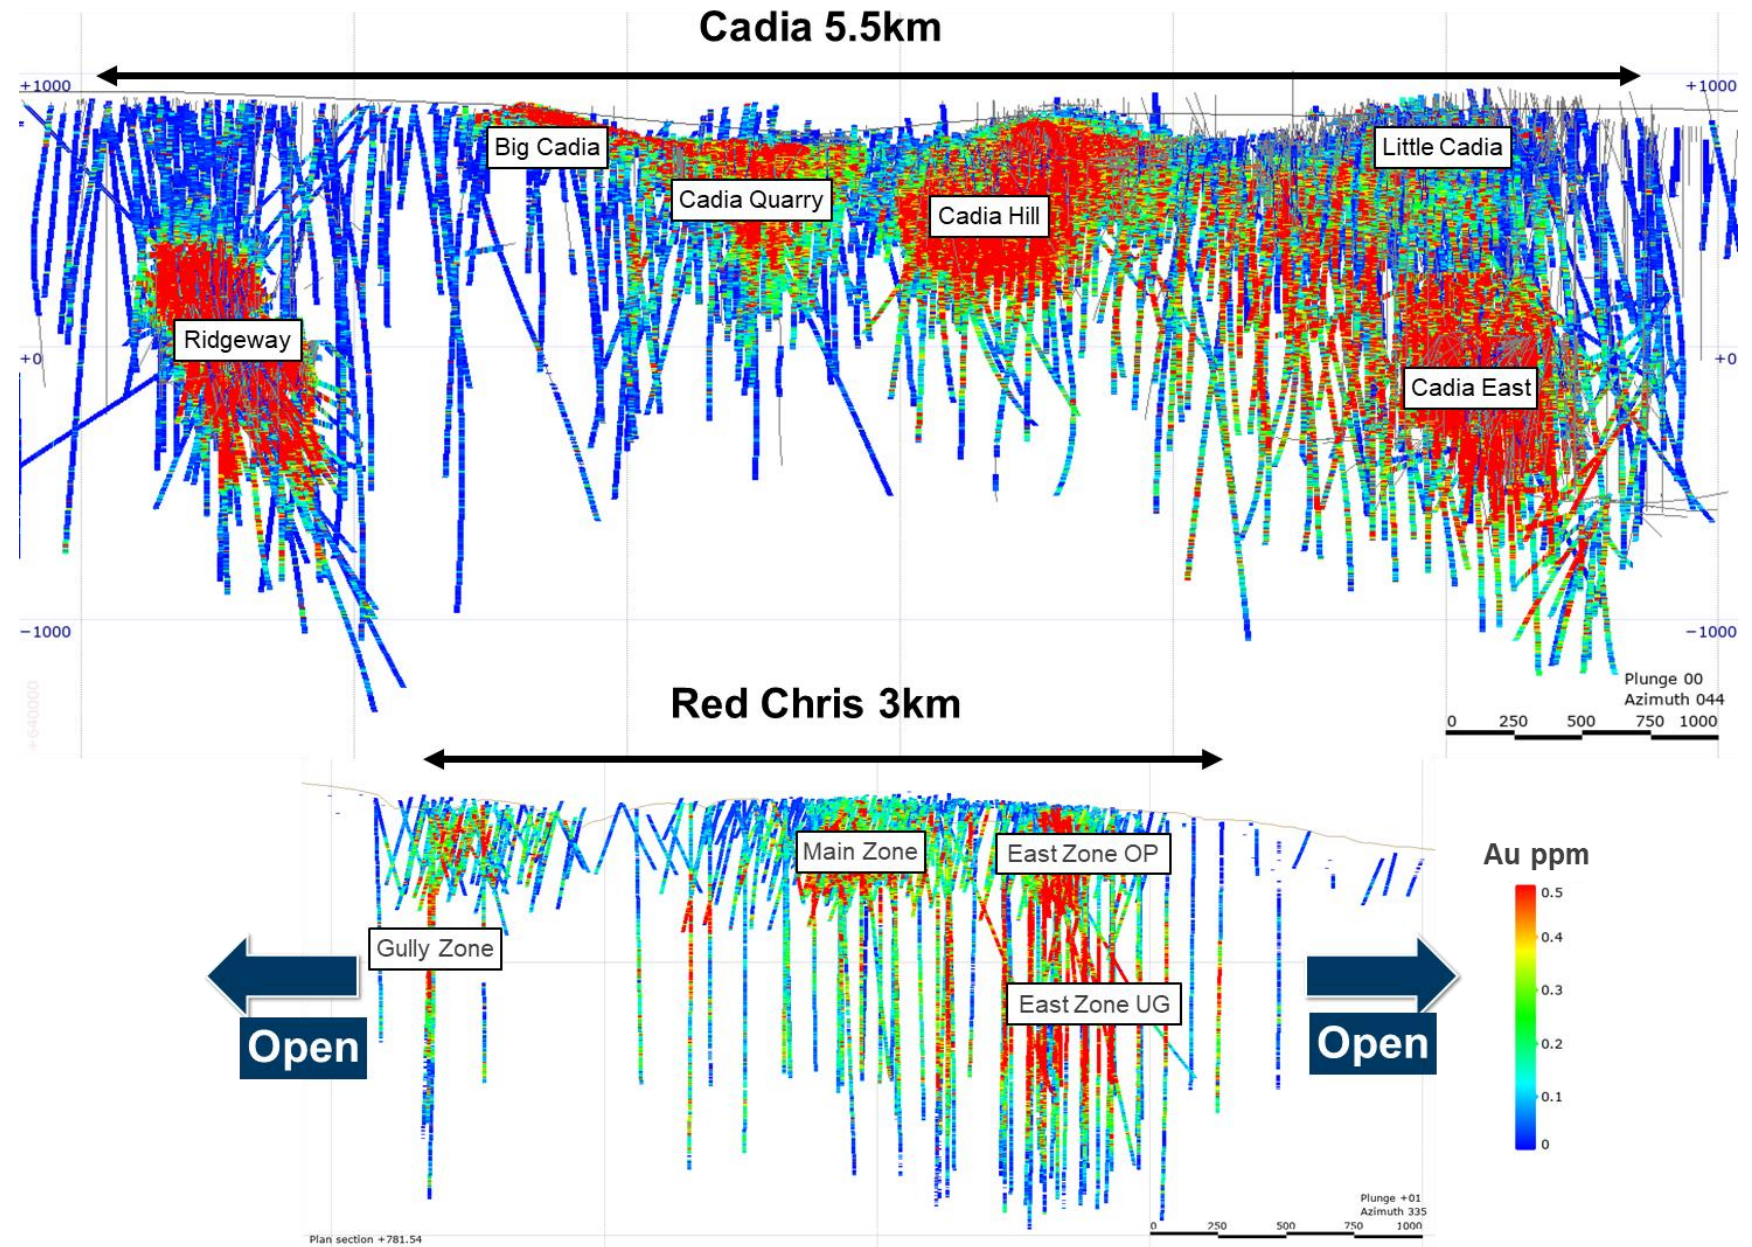 Cadia 5.5km
+1000
+1000
Big Cadia
Little Cadia
Cadia Quarry
Cadia Hill
Ridgeway
+0
+0
Cadia East
−1000
−1000
+640000
Plunge 00
Azimuth 044
0 250 500 750 1000
Red Chris 3km
Main Zone
East Zone OP
Au ppm
0.5
0.4
0.3
0.2
0.1
0
Gully Zone
East Zone UG
Open
Open
Plunge +01
Azimuth 335
0 250 500 750 1000
Plan section +781.54